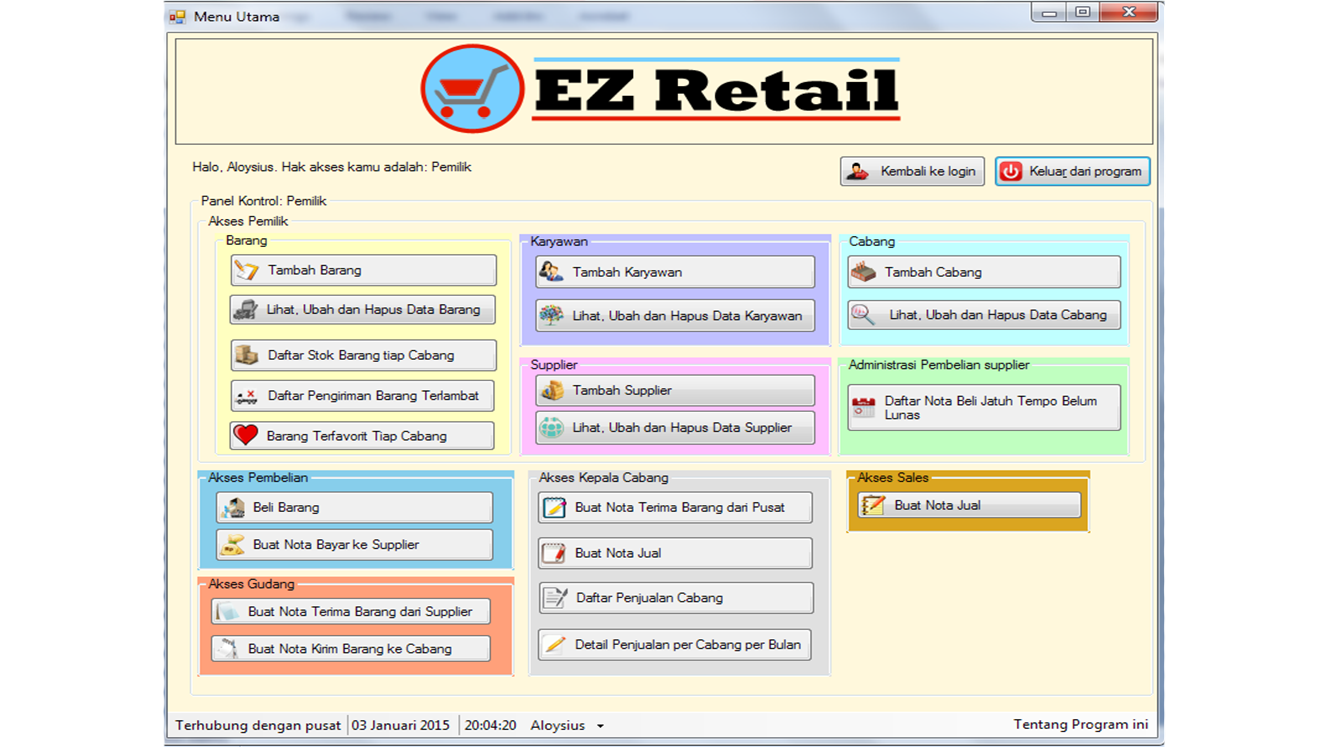 Menu Utama
EZ Retail
Halo, Aloysius. Hak akses kamu adalah: Pemilik
Kembali ke login
Keluar dari program
Panel Kontrol: Pemilik
Akses Pemilik
Barang
Tambah Barang
Lihat, Ubah dan Hapus Data Barang
Daftar Stok Barang tiap Cabang
Daftar Pengiriman Barang Terlambat
Barang Terfavorit Tiap Cabang
Karyawan
Tambah Karyawan
Lihat, Ubah dan Hapus Data Karyawan
Cabang
Tambah Cabang
Lihat, Ubah dan Hapus Data Cabang
Supplier
Tambah Supplier
Lihat, Ubah dan Hapus Data Supplier
Administrasi Pembelian supplier
Daftar Nota Beli Jatuh Tempo Belum
Lunas
Akses Pembelian
Beli Barang
Buat Nota Bayar ke Supplier
Akses Gudang
Buat Nota Terima Barang dari Supplier
Buat Nota Kirim Barang ke Cabang
Akses Kepala Cabang
Buat Nota Terima Barang dari Pusat
Buat Nota Jual
Daftar Penjualan Cabang
Detail Penjualan per Cabang per Bulan
Akses Sales
Buat Nota Jual
Terhubung dengan pusat
03 Januari 2015
20:04:20
Aloysius
Tentang Program ini